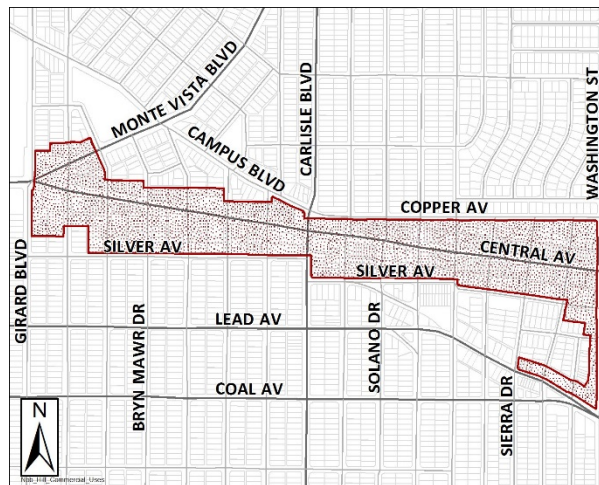 MONTE VISTA BLVD
CAMPUS BLVD
CARLISLE BLVD
WASHINGTON ST
COPPER AV
CENTRAL AV
SILVER AV
SILVER AV
GIRARD BLVD
BRYN MAWR DR
LEAD AV
SOLANO DR
COAL AV
SIERRA DR
N
Nob_Hill_Commercial_Uses